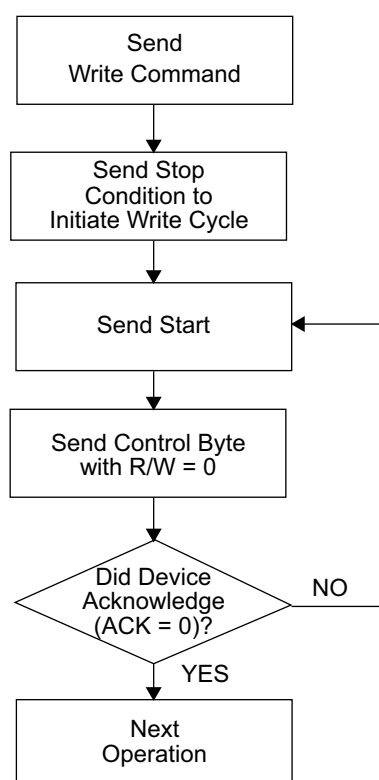 Send
Write Command
Send Stop
Condition to
Initiate Write Cycle
Send Start
Send Control Byte
with R/W = 0
Did Device
Acknowledge
(ACK = 0)?
NO
YES
Next
Operation